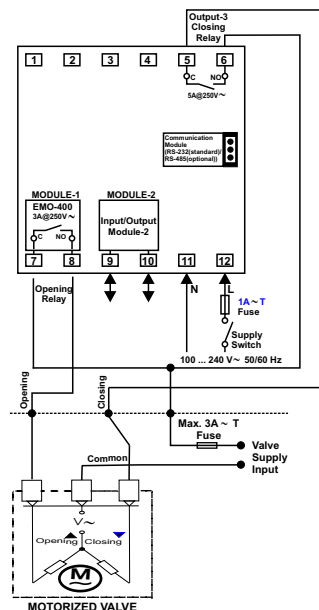 Output-3
Closing
Relay
1 2 3 4 5 6
C NO
5A@250V~
Communication
Module
(RS-232(standard)/
RS-485(optional))
MODULE-1
EMO-400
3A@250V~
C NO
MODULE-2
Input/Output
Module-2
7 8 9 10 11 12
Opening
Relay
N
L
1A ~ T
Fuse
Supply
Switch
100 ... 240 V~ 50/60 Hz
Opening
Closing
Max. 3A ~ T
Fuse
Valve
Supply
Input
Common
V~
Opening Closing
M
MOTORIZED VALVE